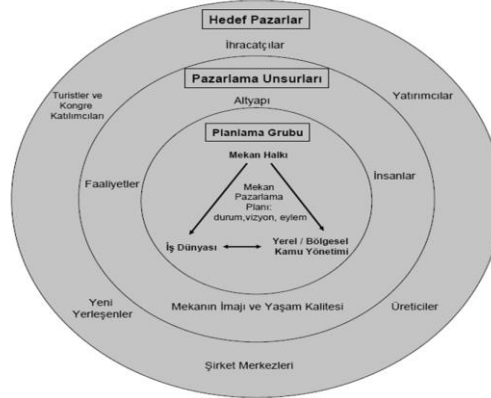 Hedef Pazarlar
İhracatçılar
Pazarlama Unsurları
Turistler ve
Kongre
Katılımcıları
Yatırımcılar
Altyapı
Planlama Grubu
Mekan Halkı
Faaliyetler
İnsanlar
Mekan
Pazarlama
Planı:
durum,vizyon, eylem
İş Dünyası
Yerel / Bölgesel
Kamu Yönetimi
Yeni
Yerleşenler
Mekanın İmajı ve Yaşam Kalitesi
Üreticiler
Şirket Merkezleri